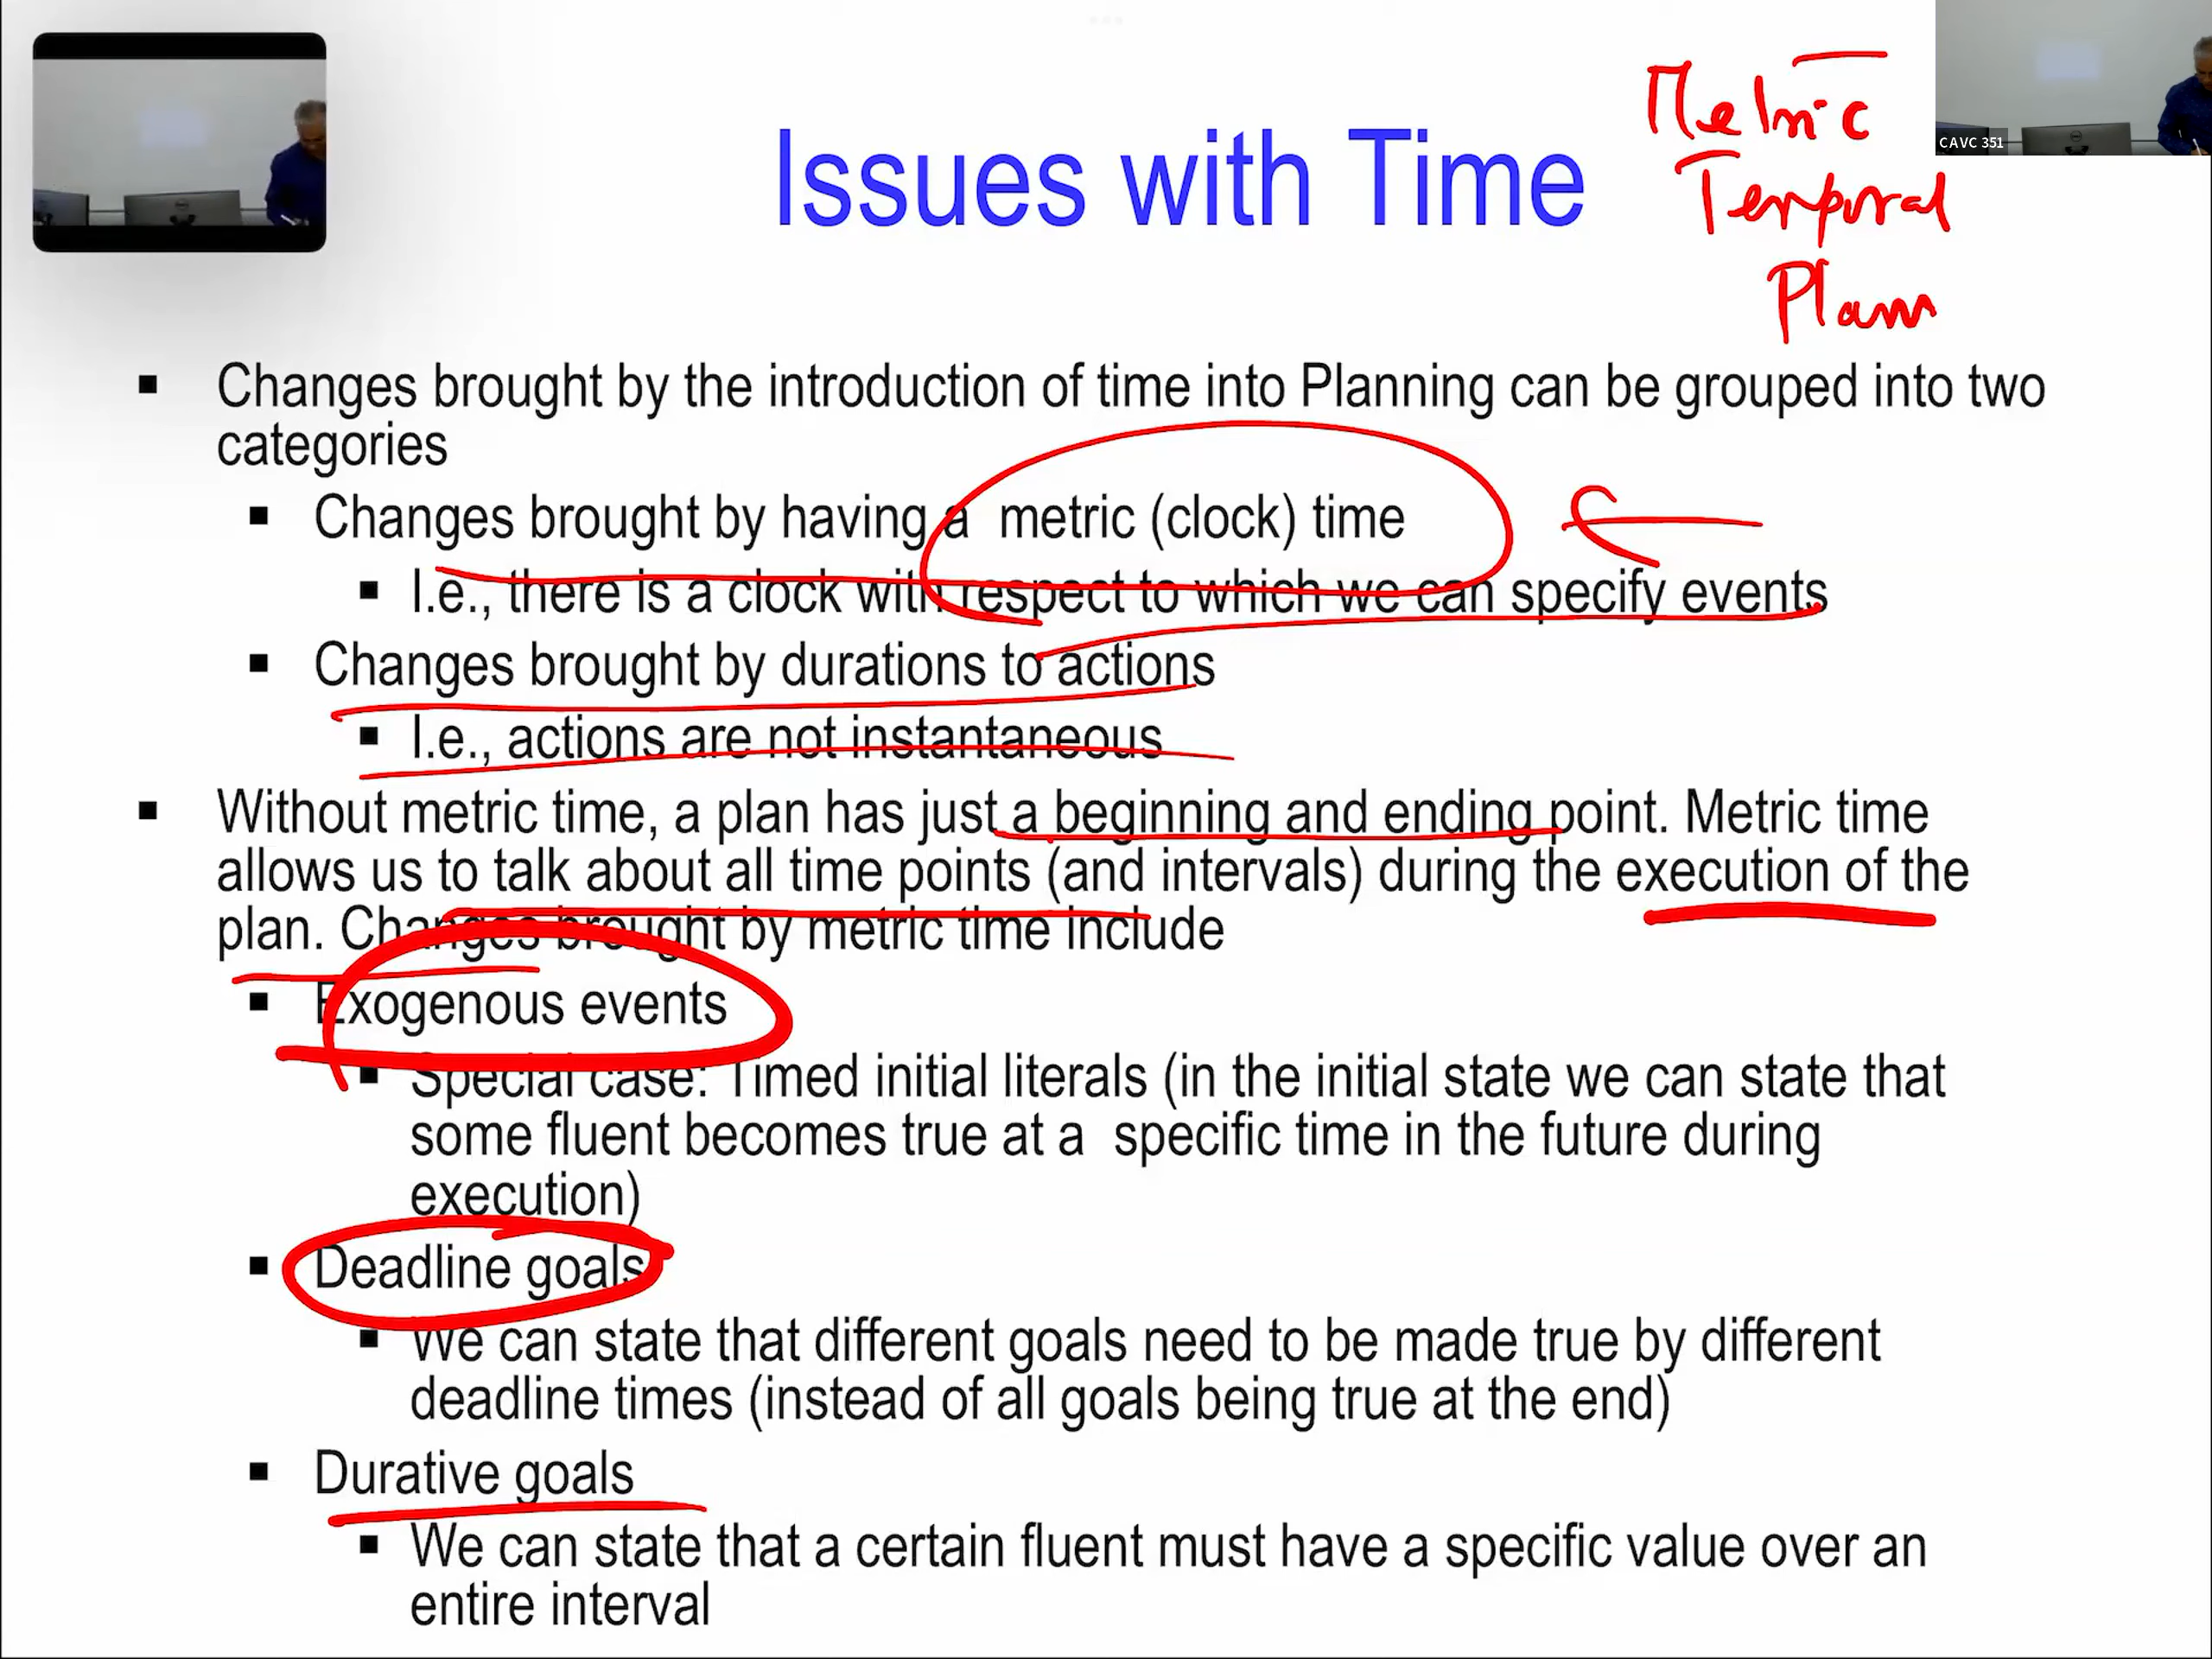 Metric
CAVC 351
Temporal
Issues with Time
Plann
▪ Changes brought by the introduction of time into Planning can be grouped into two
categories
▪ Changes brought by having a metric (clock) time
▪ I.e., there is a clock with respect to which we can specify events
▪ Changes brought by durations to actions
▪ I.e., actions are not instantaneous
▪ Without metric time, a plan has just a beginning and ending point. Metric time
allows us to talk about all time points (and intervals) during the execution of the
plan. Changes brought by metric time include
▪ Exogenous events
▪ Special case: Timed initial literals (in the initial state we can state that
some fluent becomes true at a specific time in the future during
execution)
▪ Deadline goals
▪ We can state that different goals need to be made true by different
deadline times (instead of all goals being true at the end)
▪ Durative goals
▪ We can state that a certain fluent must have a specific value over an
entire interval